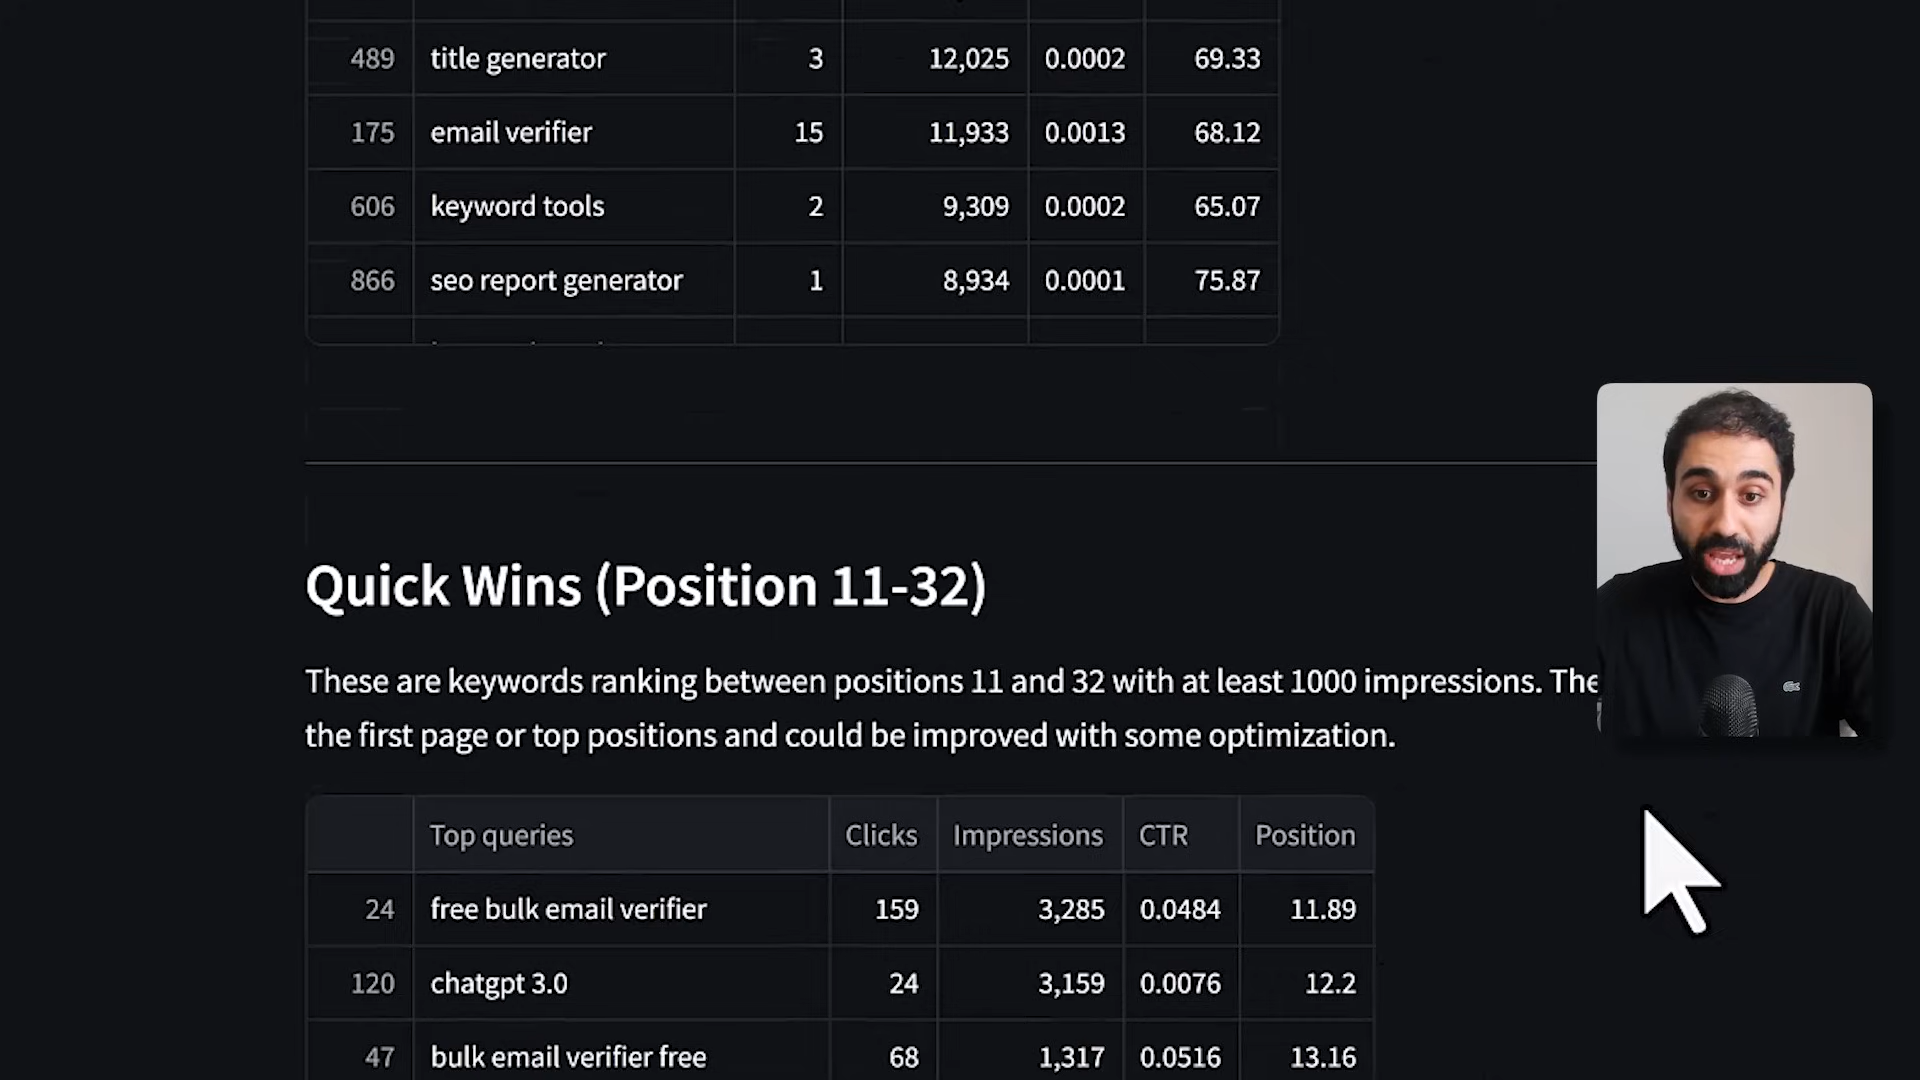 489 title generator 3 12,025 0.0002 69.33
175 email verifier 15 11,933 0.0013 68.12
606 keyword tools 2 9,309 0.0002 65.07
866 seo report generator 1 8,934 0.0001 75.87
Quick Wins (Position 11-32)
These are keywords ranking between positions 11 and 32 with at least 1000 impressions. The
the first page or top positions and could be improved with some optimization.
Top queries Clicks Impressions CTR Position
24 free bulk email verifier 159 3,285 0.0484 11.89
120 chatgpt 3.0 24 3,159 0.0076 12.2
47 bulk email verifier free 68 1,317 0.0516 13.16